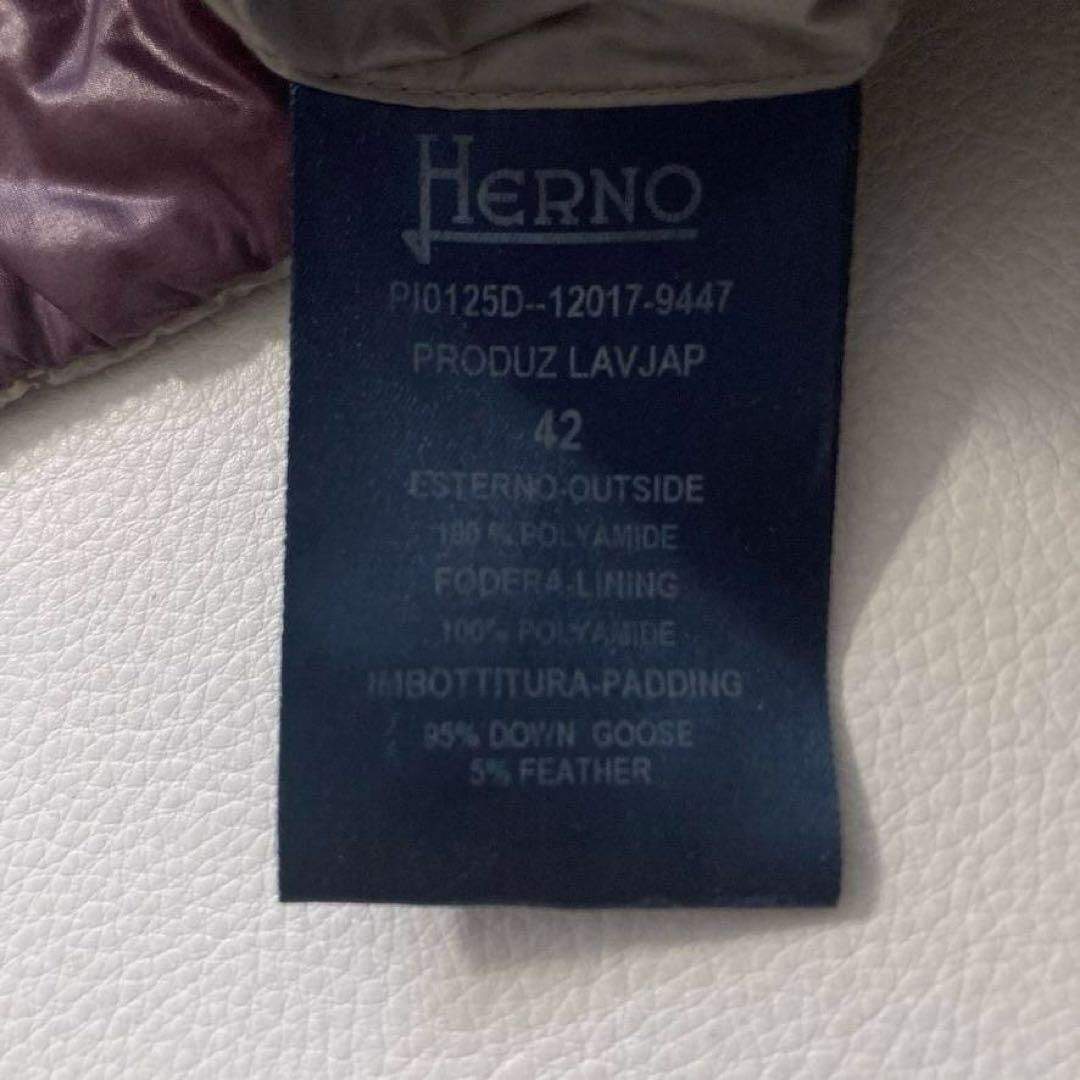 HERNO
PI0125D--12017-9447
PRODUZ LAVJAP
42
ESTERNO-OUTSIDE
100 % POLYAMIDE
FODERA-LINING
100% POLYAMIDE
IMBOTTITURA-PADDING
95% DOWN GOOSE
5% FEATHER